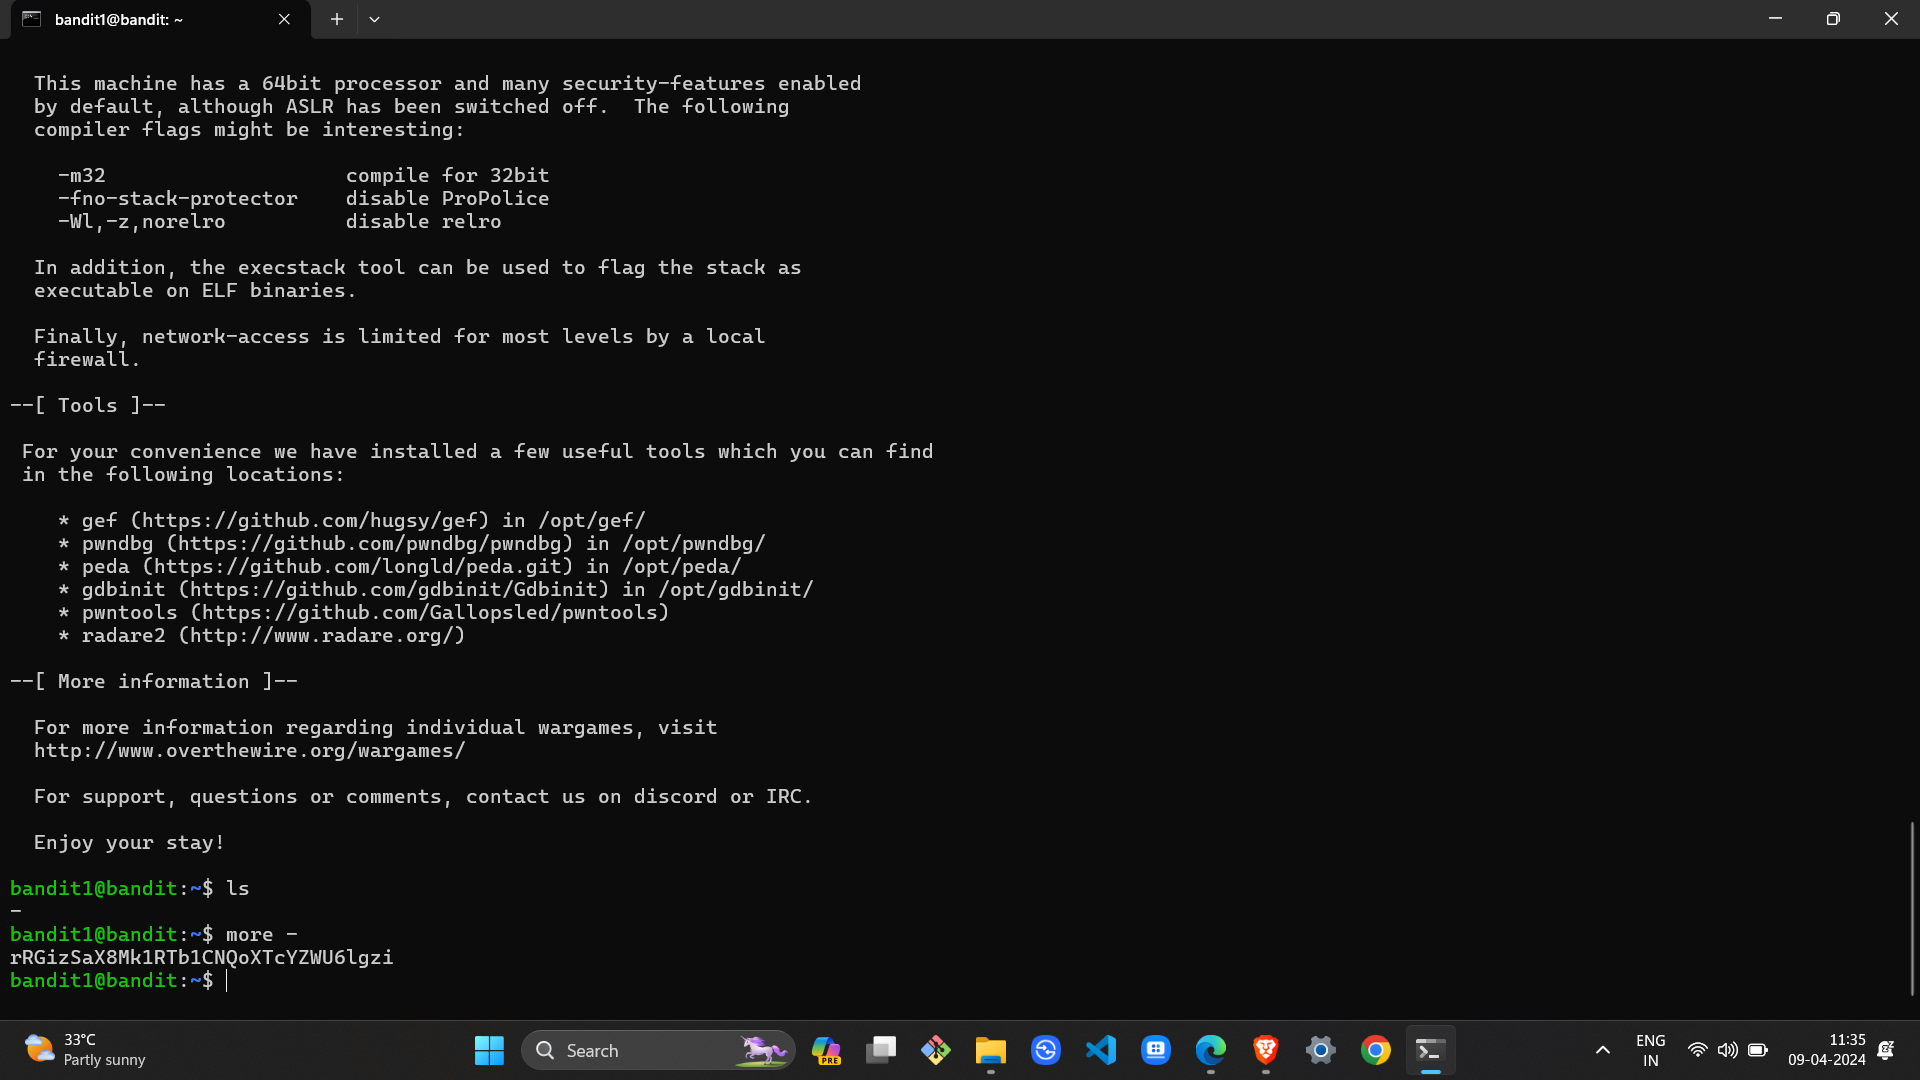 bandit1@bandit: ~
This machine has a 64bit processor and many security-features enabled
by default, although ASLR has been switched off.  The following
compiler flags might be interesting:
-m32                    compile for 32bit
-fno-stack-protector    disable ProPolice
-Wl,-z,norelro          disable relro
In addition, the execstack tool can be used to flag the stack as
executable on ELF binaries.
Finally, network-access is limited for most levels by a local
firewall.
--[ Tools ]--
For your convenience we have installed a few useful tools which you can find
in the following locations:
* gef (https://github.com/hugsy/gef) in /opt/gef/
* pwndbg (https://github.com/pwndbg/pwndbg) in /opt/pwndbg/
* peda (https://github.com/longld/peda.git) in /opt/peda/
* gdbinit (https://github.com/gdbinit/Gdbinit) in /opt/gdbinit/
* pwntools (https://github.com/Gallopsled/pwntools)
* radare2 (http://www.radare.org/)
--[ More information ]--
For more information regarding individual wargames, visit
http://www.overthewire.org/wargames/
For support, questions or comments, contact us on discord or IRC.
Enjoy your stay!
bandit1@bandit:~$ ls
-
bandit1@bandit:~$ more -
rRGizSaX8Mk1RTb1CNQoXTcYZWU6lgzi
bandit1@bandit:~$
33°C
Partly sunny
Search
PRE
ENG
IN
11:35
09-04-2024